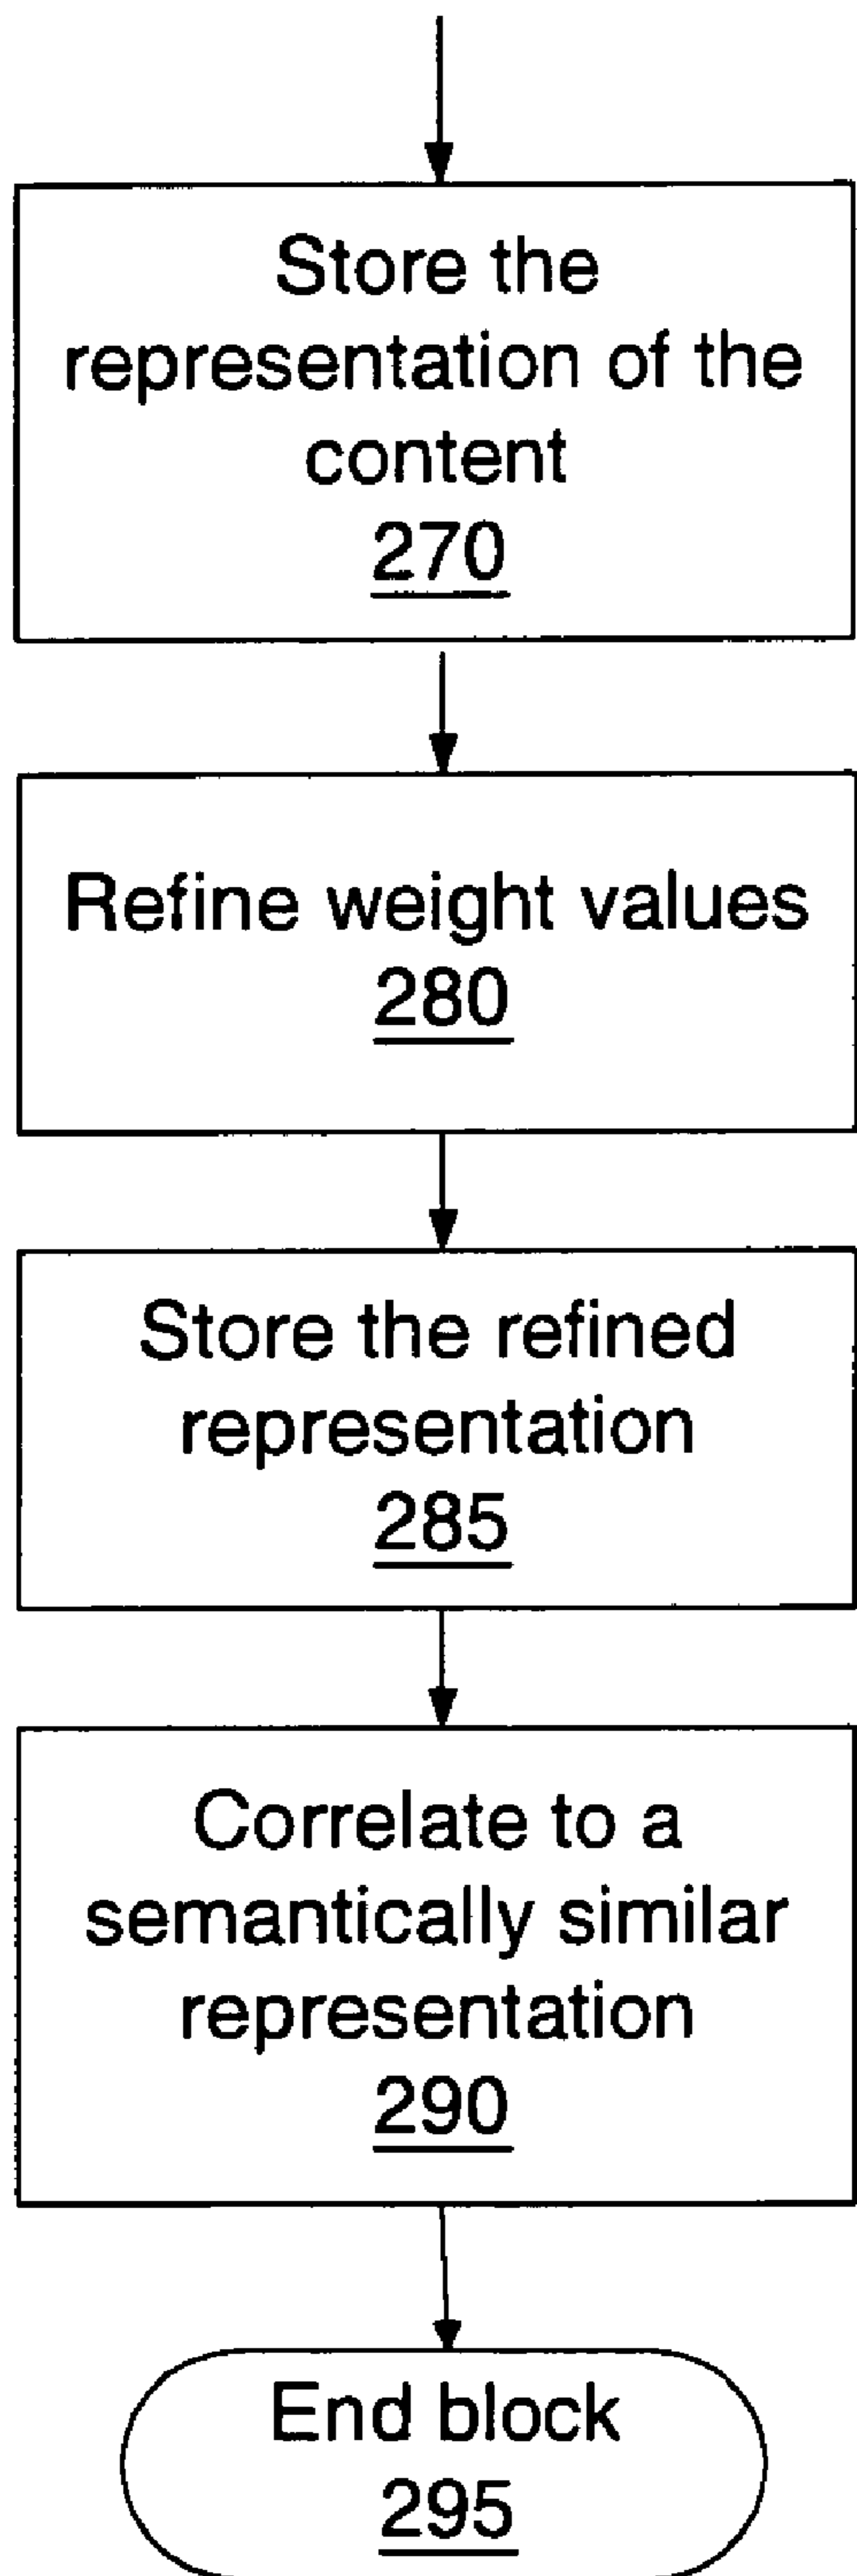 Store the
representation of the
content
270
Refine weight values
280
Store the refined
representation
285
Correlate to a
semantically similar
representation
290
End block
295